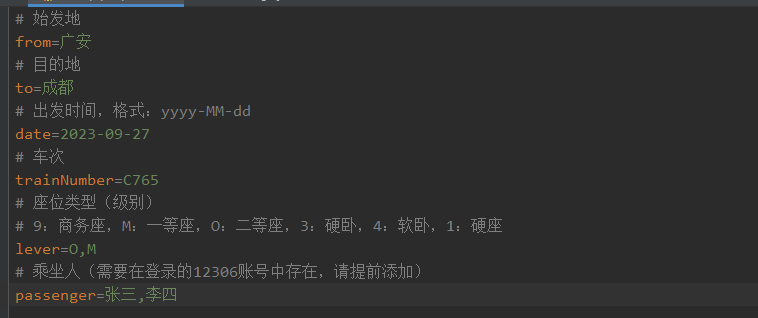 # 始发地
from=广安
# 目的地
to=成都
# 出发时间，格式：yyyy-MM-dd
date=2023-09-27
# 车次
trainNumber=C765
# 座位类型（级别）
# 9：商务座，M：一等座，O：二等座，3：硬卧，4：软卧，1：硬座
lever=O,M
# 乘坐人（需要在登录的12306账号中存在，请提前添加）
passenger=张三,李四